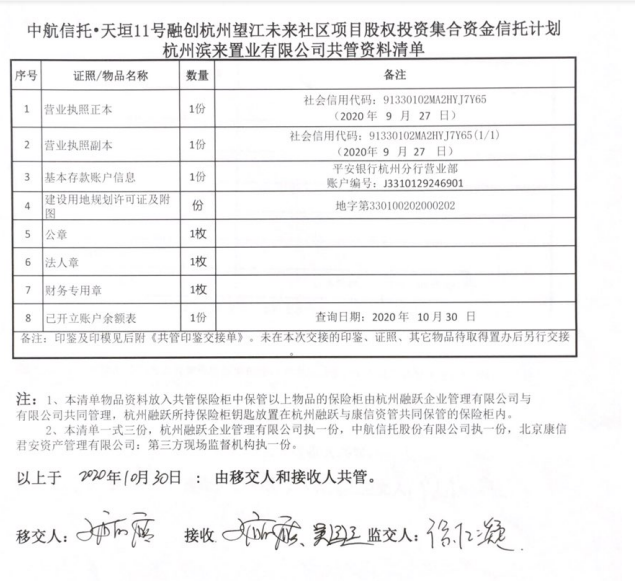 中航信托•天垣11号融创杭州望江未来社区项目股权投资集合资金信托计划
杭州滨来置业有限公司共管资料清单
序号 证照/物品名称 数量 备注
1 营业执照正本 1份 社会信用代码：91330102MA2HYJ7Y65
（2020年 9 月 27 日）
2 营业执照副本 1份 社会信用代码：91330102MA2HYJ7Y65(1/1)
（2020年 9 月 27 日）
3 基本存款账户信息 1份 平安银行杭州分行营业部
账户编号：J3310129246901
4 建设用地规划许可证及附图 份 地字第330100202000202
5 公章 1枚
6 法人章 1枚
7 财务专用章 1枚
8 已开立账户余额表 1份 查询日期：2020 年 10 月 30 日
备注：印鉴及印模见后附《共管印鉴交接单》。未在本次交接的印鉴、证照、其它物品待取得置办后另行交接
。
注：1、本清单物品资料放入共管保险柜中保管以上物品的保险柜由杭州融跃企业管理有限公司与
有限公司共同管理，杭州融跃所持保险柜钥匙放置在杭州融跃与康信资管共同保管的保险柜内。
2、本清单一式三份，杭州融跃企业管理有限公司执一份，中航信托股份有限公司执一份，北京康信
君安资产管理有限公司：第三方现场监督机构执一份。
以上于 2020年10月30日 ：由移交人和接收人共管。
移交人： 接收 监交人：